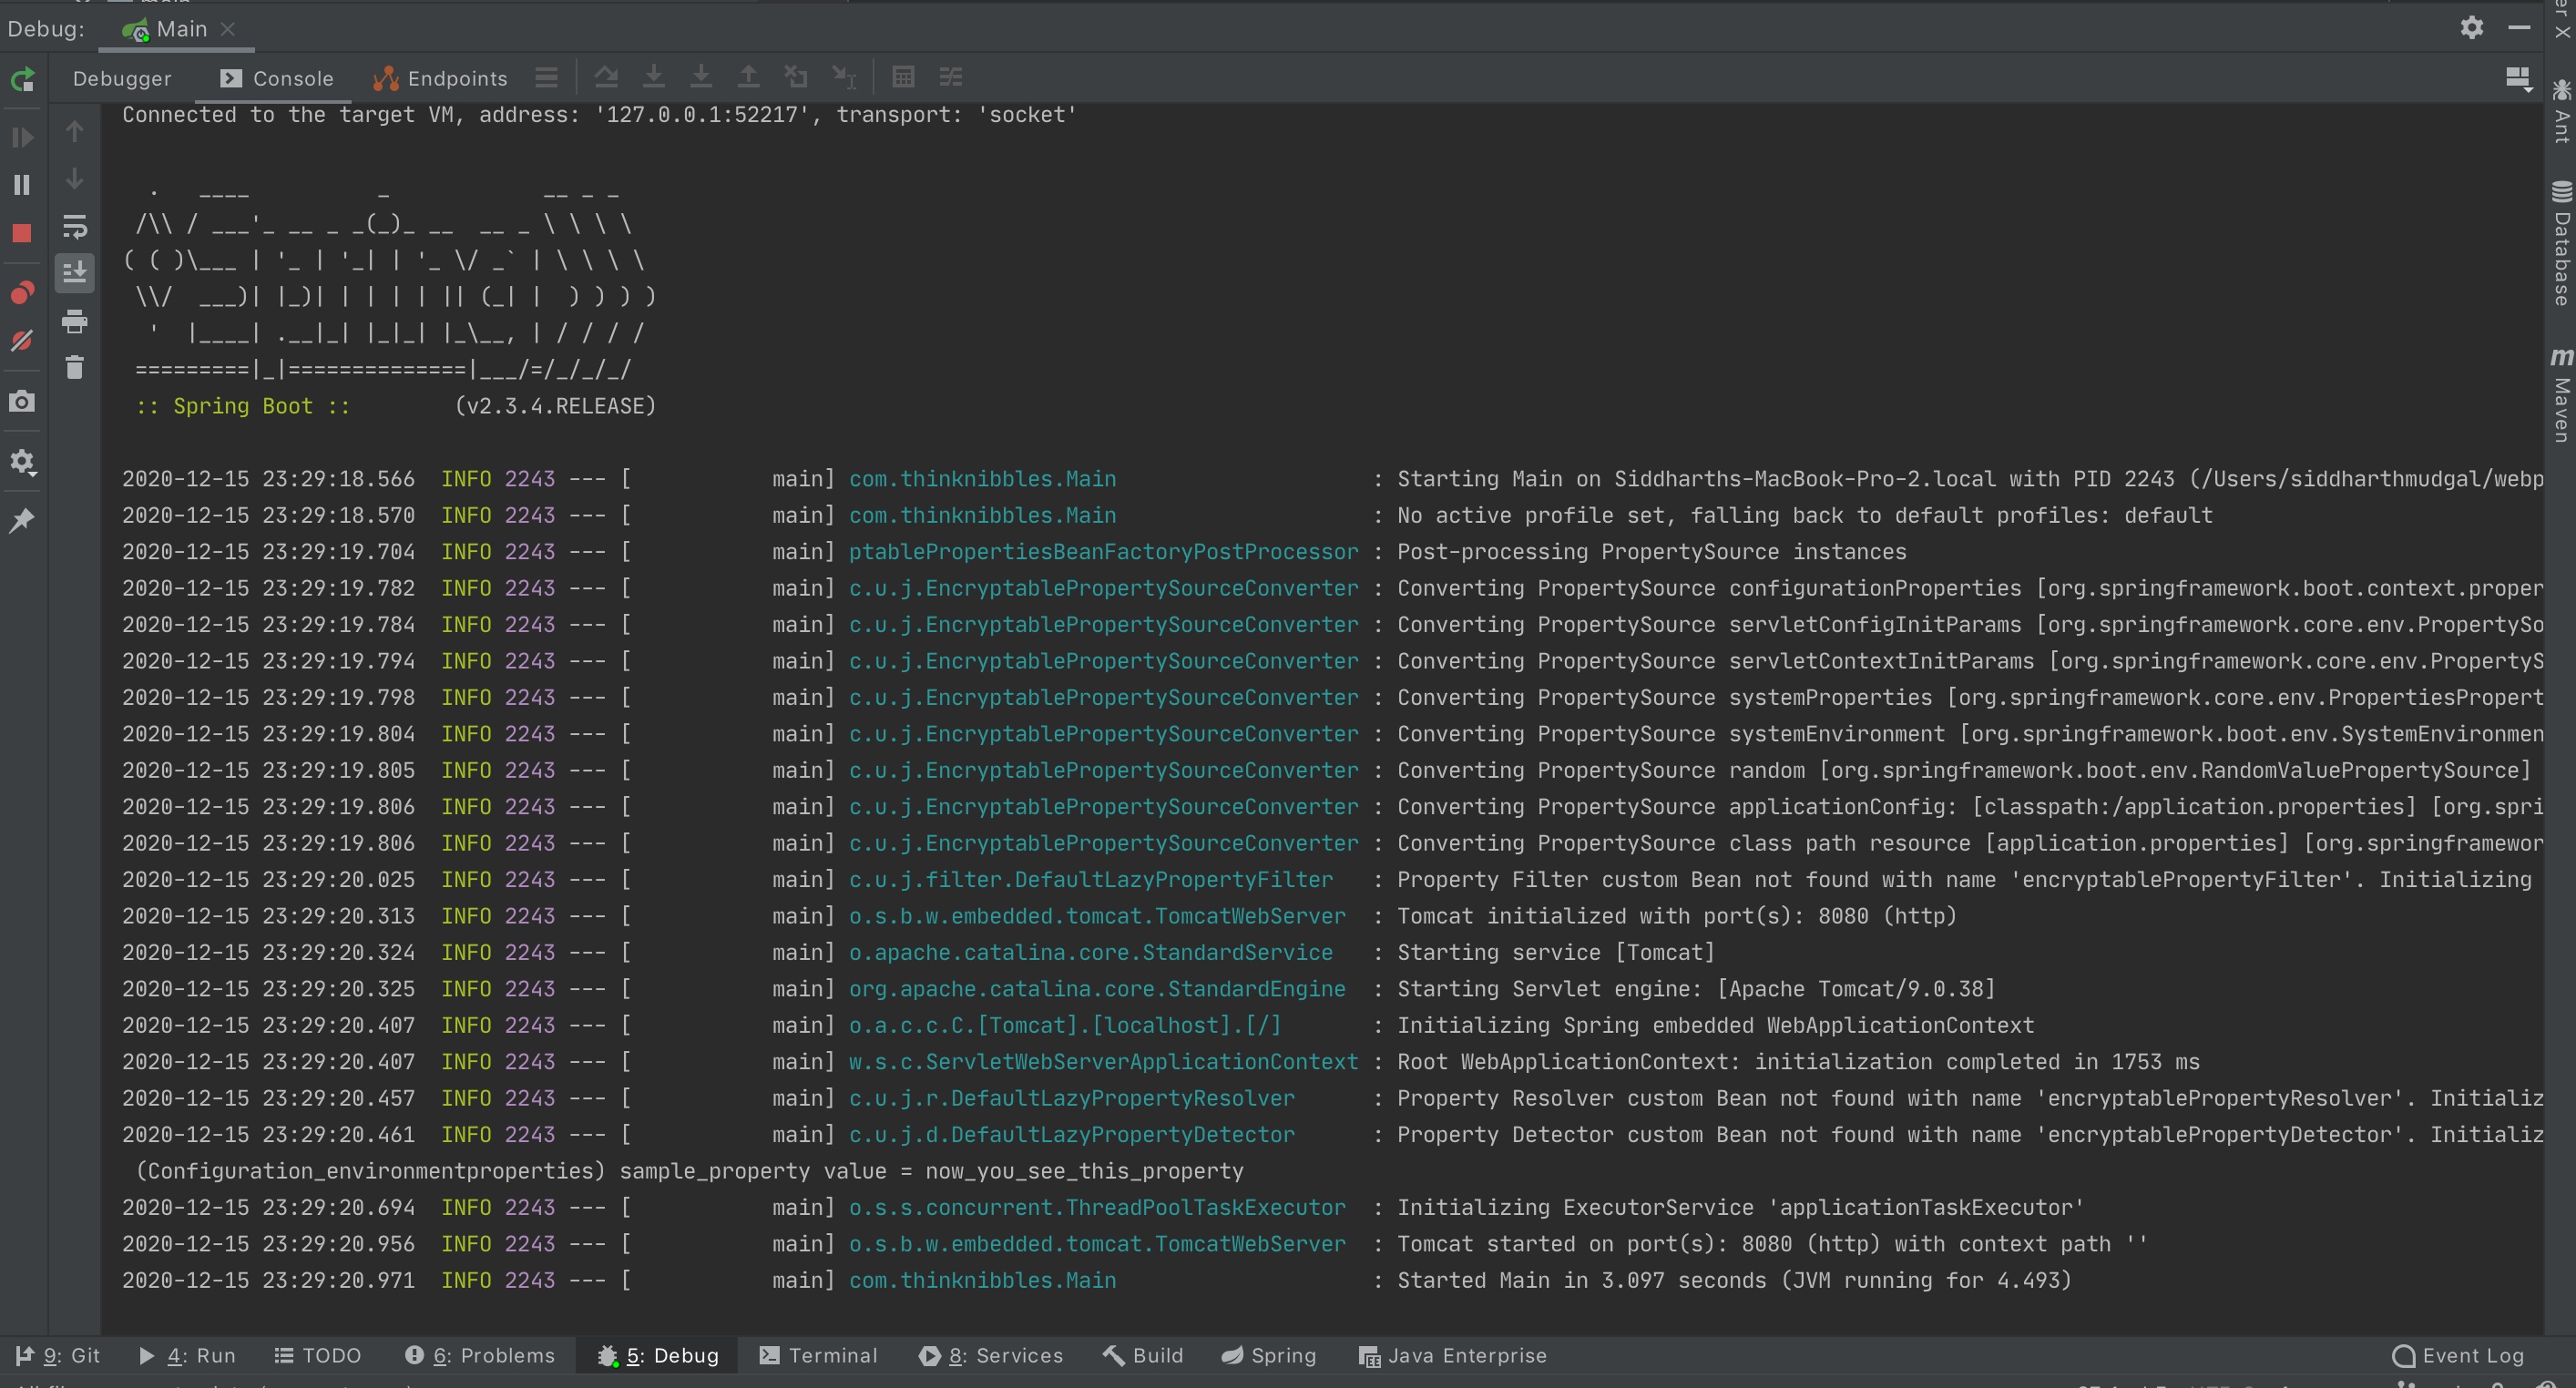 main
Debug: Main
Debugger Console Endpoints
Connected to the target VM, address: '127.0.0.1:52217', transport: 'socket'
  .   ____          _            __ _ _
 /\\ / ___'_ __ _ _(_)_ __  __ _ \ \ \ \
( ( )\___ | '_ | '_| | '_ \/ _` | \ \ \ \
 \\/  ___)| |_)| | | | | || (_| |  ) ) ) )
  '  |____| .__|_| |_|_| |_\__, | / / / /
 =========|_|==============|___/=/_/_/_/
 :: Spring Boot ::        (v2.3.4.RELEASE)
2020-12-15 23:29:18.566  INFO 2243 --- [           main] com.thinknibbles.Main                    : Starting Main on Siddharths-MacBook-Pro-2.local with PID 2243 (/Users/siddharthmudgal/webp
2020-12-15 23:29:18.570  INFO 2243 --- [           main] com.thinknibbles.Main                    : No active profile set, falling back to default profiles: default
2020-12-15 23:29:19.704  INFO 2243 --- [           main] ptablePropertiesBeanFactoryPostProcessor : Post-processing PropertySource instances
2020-12-15 23:29:19.782  INFO 2243 --- [           main] c.u.j.EncryptablePropertySourceConverter : Converting PropertySource configurationProperties [org.springframework.boot.context.proper
2020-12-15 23:29:19.784  INFO 2243 --- [           main] c.u.j.EncryptablePropertySourceConverter : Converting PropertySource servletConfigInitParams [org.springframework.core.env.PropertySo
2020-12-15 23:29:19.794  INFO 2243 --- [           main] c.u.j.EncryptablePropertySourceConverter : Converting PropertySource servletContextInitParams [org.springframework.core.env.PropertyS
2020-12-15 23:29:19.798  INFO 2243 --- [           main] c.u.j.EncryptablePropertySourceConverter : Converting PropertySource systemProperties [org.springframework.core.env.PropertiesPropert
2020-12-15 23:29:19.804  INFO 2243 --- [           main] c.u.j.EncryptablePropertySourceConverter : Converting PropertySource systemEnvironment [org.springframework.boot.env.SystemEnvironmen
2020-12-15 23:29:19.805  INFO 2243 --- [           main] c.u.j.EncryptablePropertySourceConverter : Converting PropertySource random [org.springframework.boot.env.RandomValuePropertySource]
2020-12-15 23:29:19.806  INFO 2243 --- [           main] c.u.j.EncryptablePropertySourceConverter : Converting PropertySource applicationConfig: [classpath:/application.properties] [org.spri
2020-12-15 23:29:19.806  INFO 2243 --- [           main] c.u.j.EncryptablePropertySourceConverter : Converting PropertySource class path resource [application.properties] [org.springframewor
2020-12-15 23:29:20.025  INFO 2243 --- [           main] c.u.j.filter.DefaultLazyPropertyFilter   : Property Filter custom Bean not found with name 'encryptablePropertyFilter'. Initializing
2020-12-15 23:29:20.313  INFO 2243 --- [           main] o.s.b.w.embedded.tomcat.TomcatWebServer  : Tomcat initialized with port(s): 8080 (http)
2020-12-15 23:29:20.324  INFO 2243 --- [           main] o.apache.catalina.core.StandardService   : Starting service [Tomcat]
2020-12-15 23:29:20.325  INFO 2243 --- [           main] org.apache.catalina.core.StandardEngine  : Starting Servlet engine: [Apache Tomcat/9.0.38]
2020-12-15 23:29:20.407  INFO 2243 --- [           main] o.a.c.c.C.[Tomcat].[localhost].[/]       : Initializing Spring embedded WebApplicationContext
2020-12-15 23:29:20.407  INFO 2243 --- [           main] w.s.c.ServletWebServerApplicationContext : Root WebApplicationContext: initialization completed in 1753 ms
2020-12-15 23:29:20.457  INFO 2243 --- [           main] c.u.j.r.DefaultLazyPropertyResolver      : Property Resolver custom Bean not found with name 'encryptablePropertyResolver'. Initializ
2020-12-15 23:29:20.461  INFO 2243 --- [           main] c.u.j.d.DefaultLazyPropertyDetector      : Property Detector custom Bean not found with name 'encryptablePropertyDetector'. Initializ
 (Configuration_environmentproperties) sample_property value = now_you_see_this_property
2020-12-15 23:29:20.694  INFO 2243 --- [           main] o.s.s.concurrent.ThreadPoolTaskExecutor  : Initializing ExecutorService 'applicationTaskExecutor'
2020-12-15 23:29:20.956  INFO 2243 --- [           main] o.s.b.w.embedded.tomcat.TomcatWebServer  : Tomcat started on port(s): 8080 (http) with context path ''
2020-12-15 23:29:20.971  INFO 2243 --- [           main] com.thinknibbles.Main                    : Started Main in 3.097 seconds (JVM running for 4.493)
er X
Ant
Database
m Maven
9: Git 4: Run TODO 6: Problems 5: Debug Terminal 8: Services Build Spring Java Enterprise Event Log